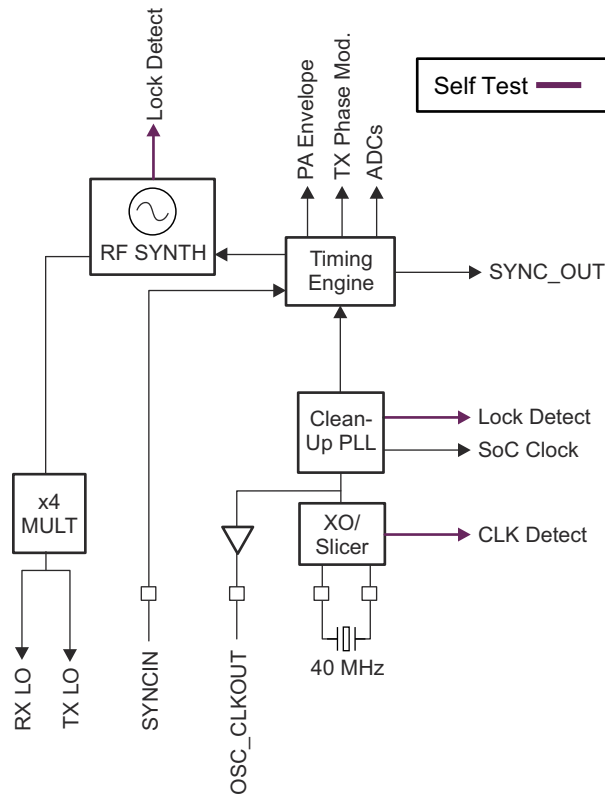 Lock Detect
Self Test
PA Envelope
TX Phase Mod.
ADCs
RF SYNTH
Timing
Engine
SYNC_OUT
Clean-
Up PLL
Lock Detect
SoC Clock
x4
MULT
XO/
Slicer
CLK Detect
40 MHz
RX LO
TX LO
SYNCIN
OSC_CLKOUT